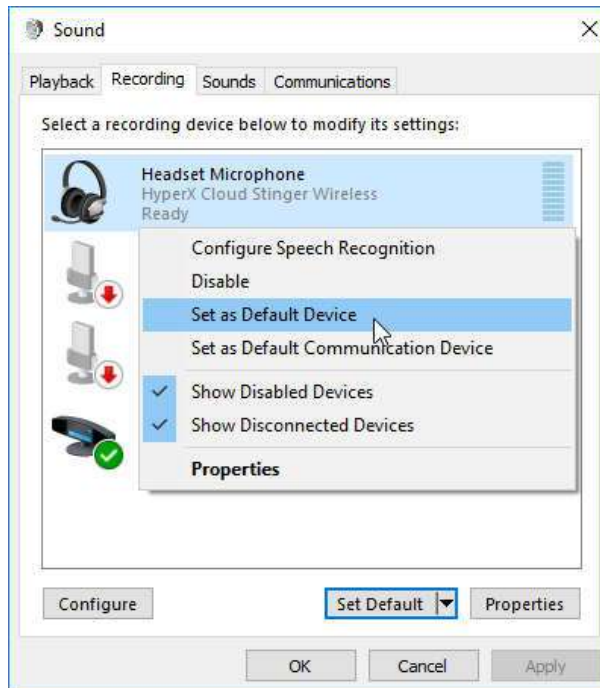 Sound
Playback Recording Sounds Communications
Select a recording device below to modify its settings:
Headset Microphone
HyperX Cloud Stinger Wireless
Ready
Configure Speech Recognition
Disable
Set as Default Device
Set as Default Communication Device
Show Disabled Devices
Show Disconnected Devices
Properties
Configure Set Default Properties
OK Cancel Apply